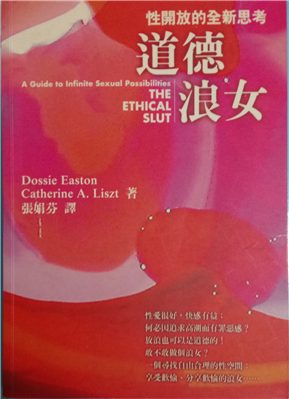 性開放的全新思考
道德
A Guide to Infinite Sexual Possibilities
THE
ETHICAL
SLUT
浪女
Dossie Easton
Catherine A. Liszt 著
張娟芬 譯
性愛很好,快感有益;
何必因追求高潮而有罪惡感?
放浪也可以是道德的!
敢不敢做個浪女?
一個尋找自由合理的性空間,
享受歡愉、分享歡愉的浪女……